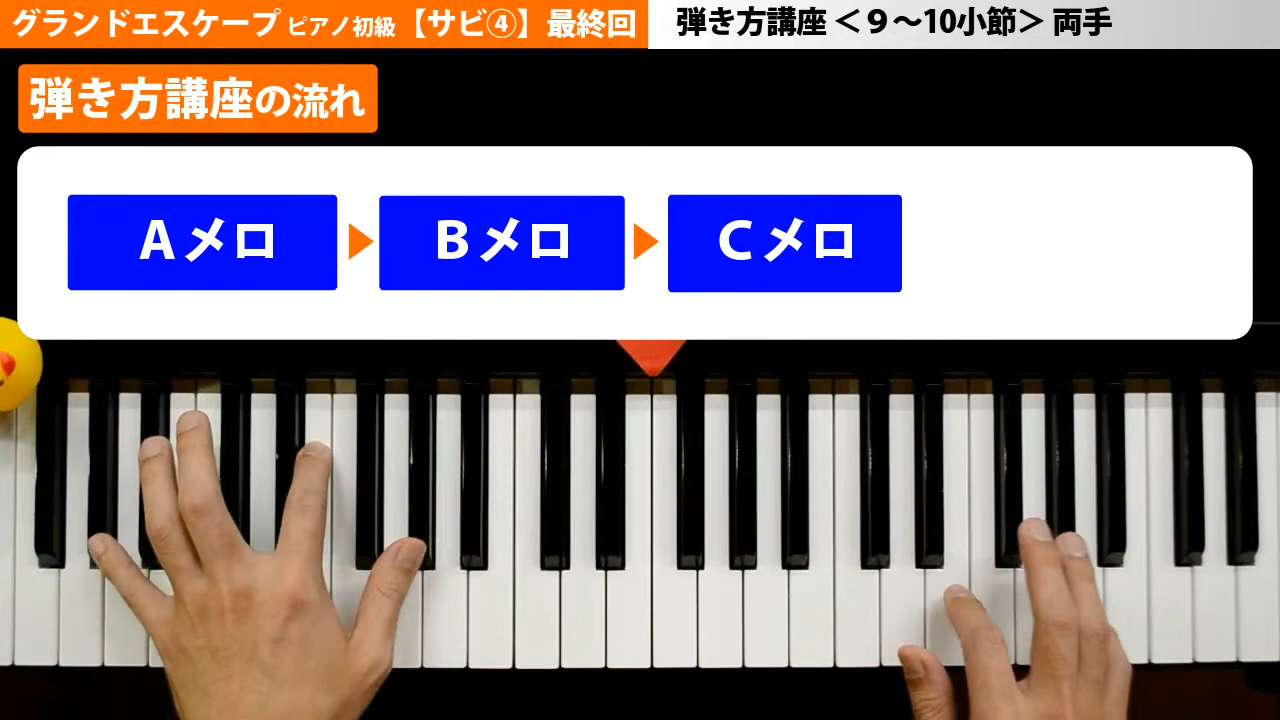 グランドエスケープ ピアノ初級【サビ④】最終回
弾き方講座 ＜９～10小節＞ 両手
弾き方講座の流れ
Aメロ
Bメロ
Cメロ